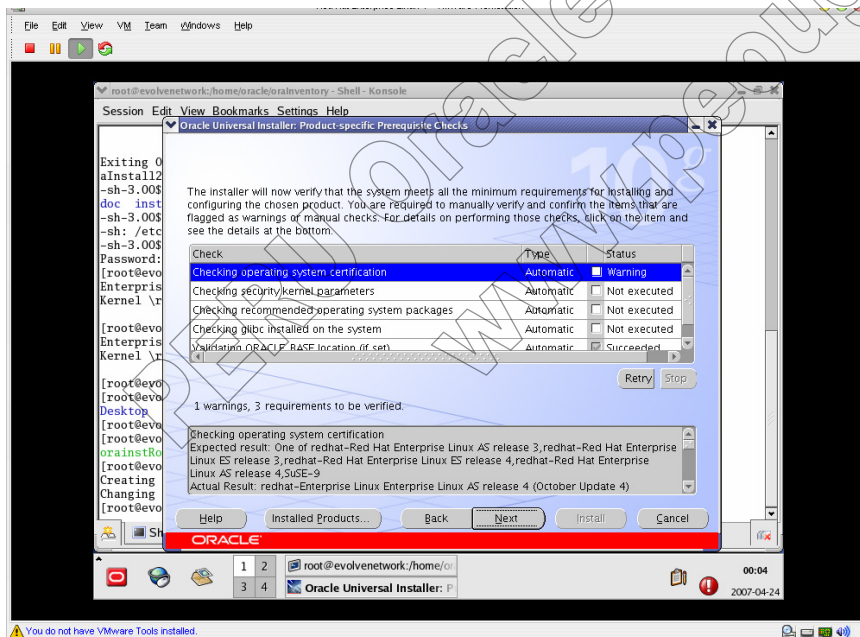 File Edit View VM Team Windows Help
root@evolvenetwork:/home/oracle/oraInventory - Shell - Konsole
Session Edit View Bookmarks Settings Help
Oracle Universal Installer: Product-specific Prerequisite Checks
10g
Exiting O
aInstall2
-sh-3.00$
doc inst
-sh-3.00$
-sh: /etc
-sh-3.00$
Password:
[root@evo
Enterpris
Kernel \r
[root@evo
Enterpris
Kernel \r
[root@evo
[root@evo
Desktop
[root@evo
[root@evo
orainstRo
[root@evo
Creating
Changing
[root@evo
The installer will now verify that the system meets all the minimum requirements for installing and
configuring the chosen product. You are required to manually verify and confirm the items that are
flagged as warnings or manual checks. For details on performing those checks, click on the item and
see the details at the bottom.
Check Type Status
Checking operating system certification Automatic Warning
Checking security kernel parameters Automatic Not executed
Checking recommended operating system packages Automatic Not executed
Checking glibc installed on the system Automatic Not executed
Validating ORACLE_BASE location (if set) Automatic Succeeded
Retry Stop
1 warnings, 3 requirements to be verified.
Checking operating system certification
Expected result: One of redhat-Red Hat Enterprise Linux AS release 3,redhat-Red Hat Enterprise
Linux ES release 3,redhat-Red Hat Enterprise Linux ES release 4,redhat-Red Hat Enterprise
Linux AS release 4,SuSE-9
Actual Result: redhat-Enterprise Linux Enterprise Linux AS release 4 (October Update 4)
Help Installed Products... Back Next Install Cancel
ORACLE
Sh
1 2
3 4
root@evolvenetwork:/home/or
Oracle Universal Installer: P
00:04
2007-04-24
You do not have VMware Tools installed.
PERU Oracle